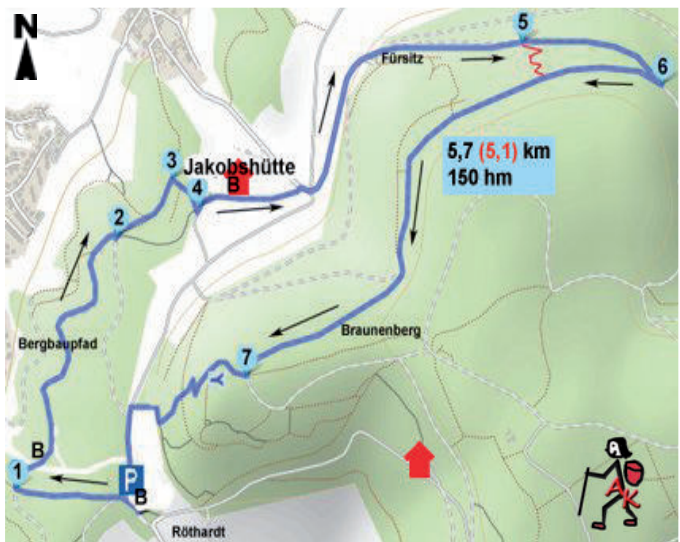 N
5
6
Fürsitz
5,7 (5,1) km
150 hm
3
Jakobshütte
B
4
2
Bergbaupfad
Braunenberg
7
Y
B
1
P
B
Röthardt
AK